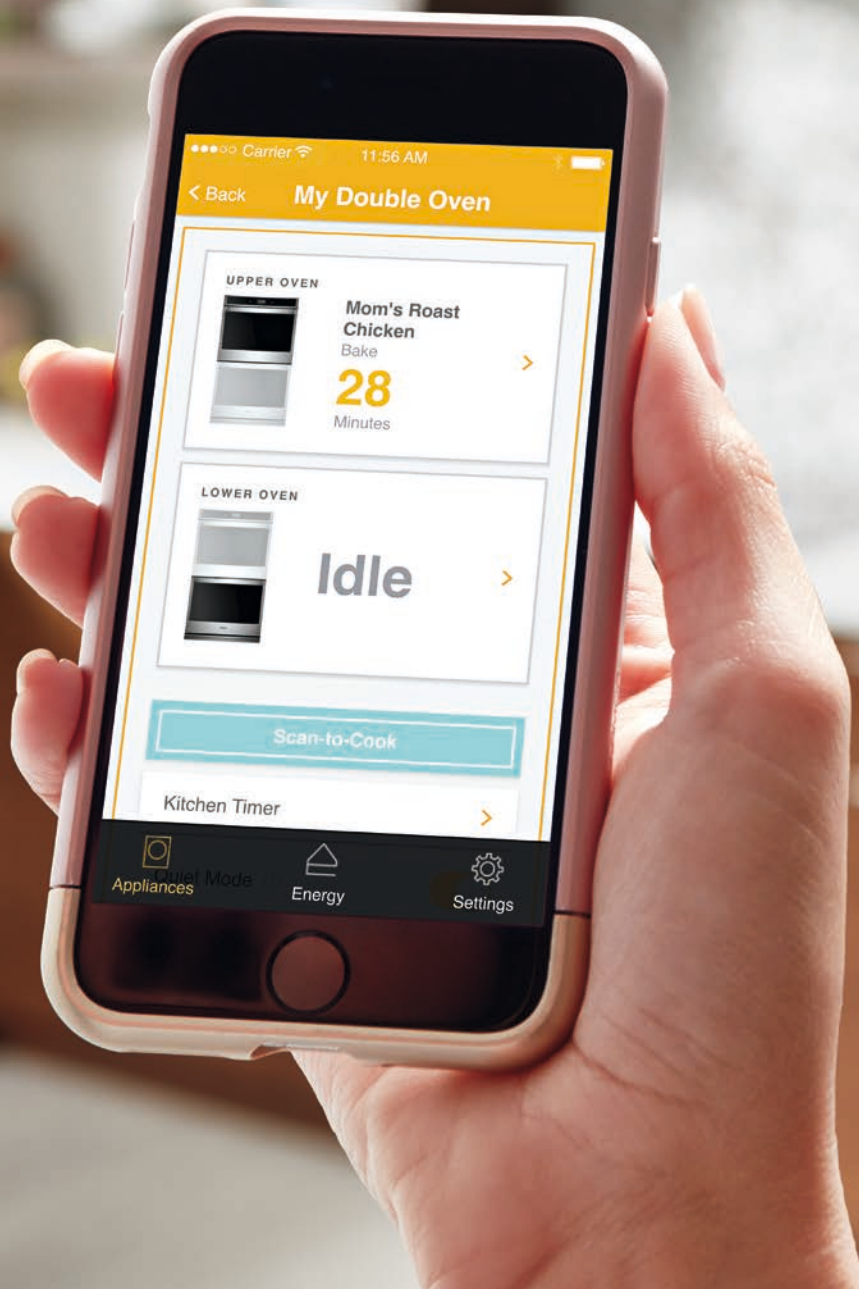 Carrier 11:56 AM
Back My Double Oven
UPPER OVEN
Mom's Roast
Chicken
Bake
28
Minutes
LOWER OVEN
Idle
Scan-to-Cook
Kitchen Timer
Quiet Mode
Appliances Energy Settings